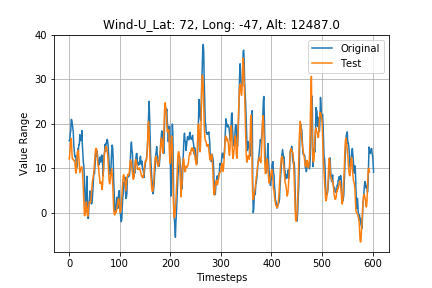 Wind-U_Lat: 72, Long: -47, Alt: 12487.0
Original
Test
Value Range
40
30
20
10
0
0 100 200 300 400 500 600
Timesteps